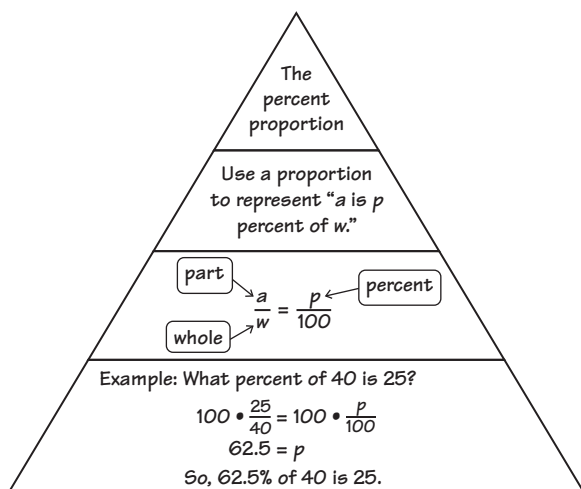 The
percent
proportion
Use a proportion
to represent “a is p
percent of w.”
part
percent
whole
a/w = p/100
Example: What percent of 40 is 25?
100 • 25/40 = 100 • p/100
62.5 = p
So, 62.5% of 40 is 25.